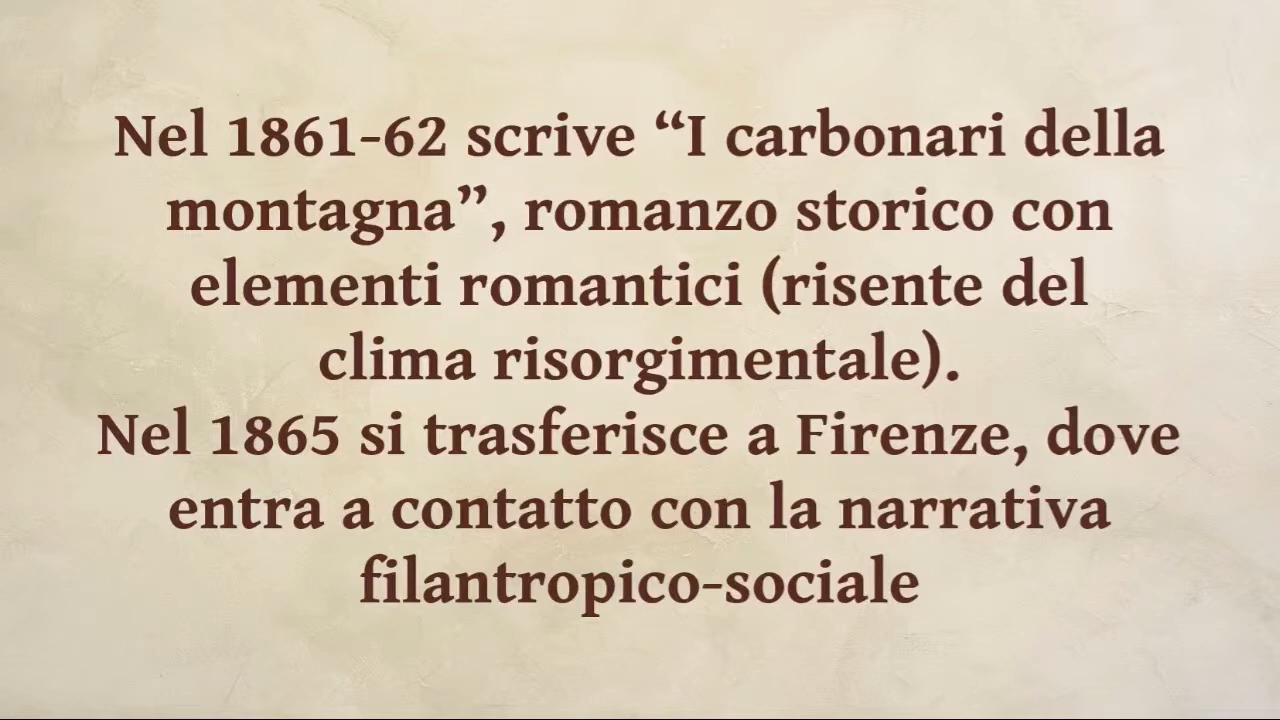 Nel 1861-62 scrive “I carbonari della
montagna”, romanzo storico con
elementi romantici (risente del
clima risorgimentale).
Nel 1865 si trasferisce a Firenze, dove
entra a contatto con la narrativa
filantropico-sociale